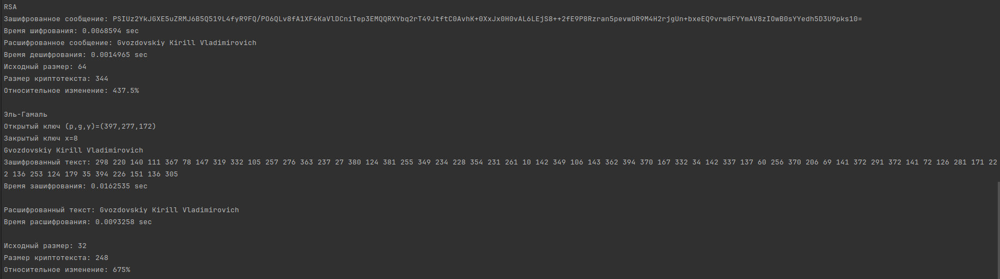 RSA
Зашифрованное сообщение: PSIUz2YkJGXE5uZRMJ6B5Q519L4fyR9FQ/PO6QLv8fA1XF4KaVlDCniTep3EMQQRXYbq2rT49JtftC0AvhK+0XxJx0H0vAL6LEjS8++2fE9P8Rzran5pevwOR9M4H2rjgUn+bxeEQ9vrwGFYYmAV8zIOwB0sYYedh5D3U9pks10=
Время шифрования: 0.0068594 sec
Расшифрованное сообщение: Gvozdovskiy Kirill Vladimirovich
Время дешифрования: 0.0014965 sec
Исходный размер: 64
Размер криптотекста: 344
Относительное изменение: 437.5%
Эль-Гамаль
Открытый ключ (p,g,y)=(397,277,172)
Закрытый ключ x=8
Gvozdovskiy Kirill Vladimirovich
Зашифрованный текст: 298 220 140 111 367 78 147 319 332 105 257 276 363 237 27 380 124 381 255 349 234 228 354 231 261 10 142 349 106 143 362 394 370 167 332 34 142 337 137 60 256 370 206 69 141 372 291 372 141 72 126 281 171 22
2 136 253 124 179 35 394 226 151 136 305
Время зашифрования: 0.0162535 sec
Расшифрованный текст: Gvozdovskiy Kirill Vladimirovich
Время расшифрования: 0.0093258 sec
Исходный размер: 32
Размер криптотекста: 248
Относительное изменение: 675%